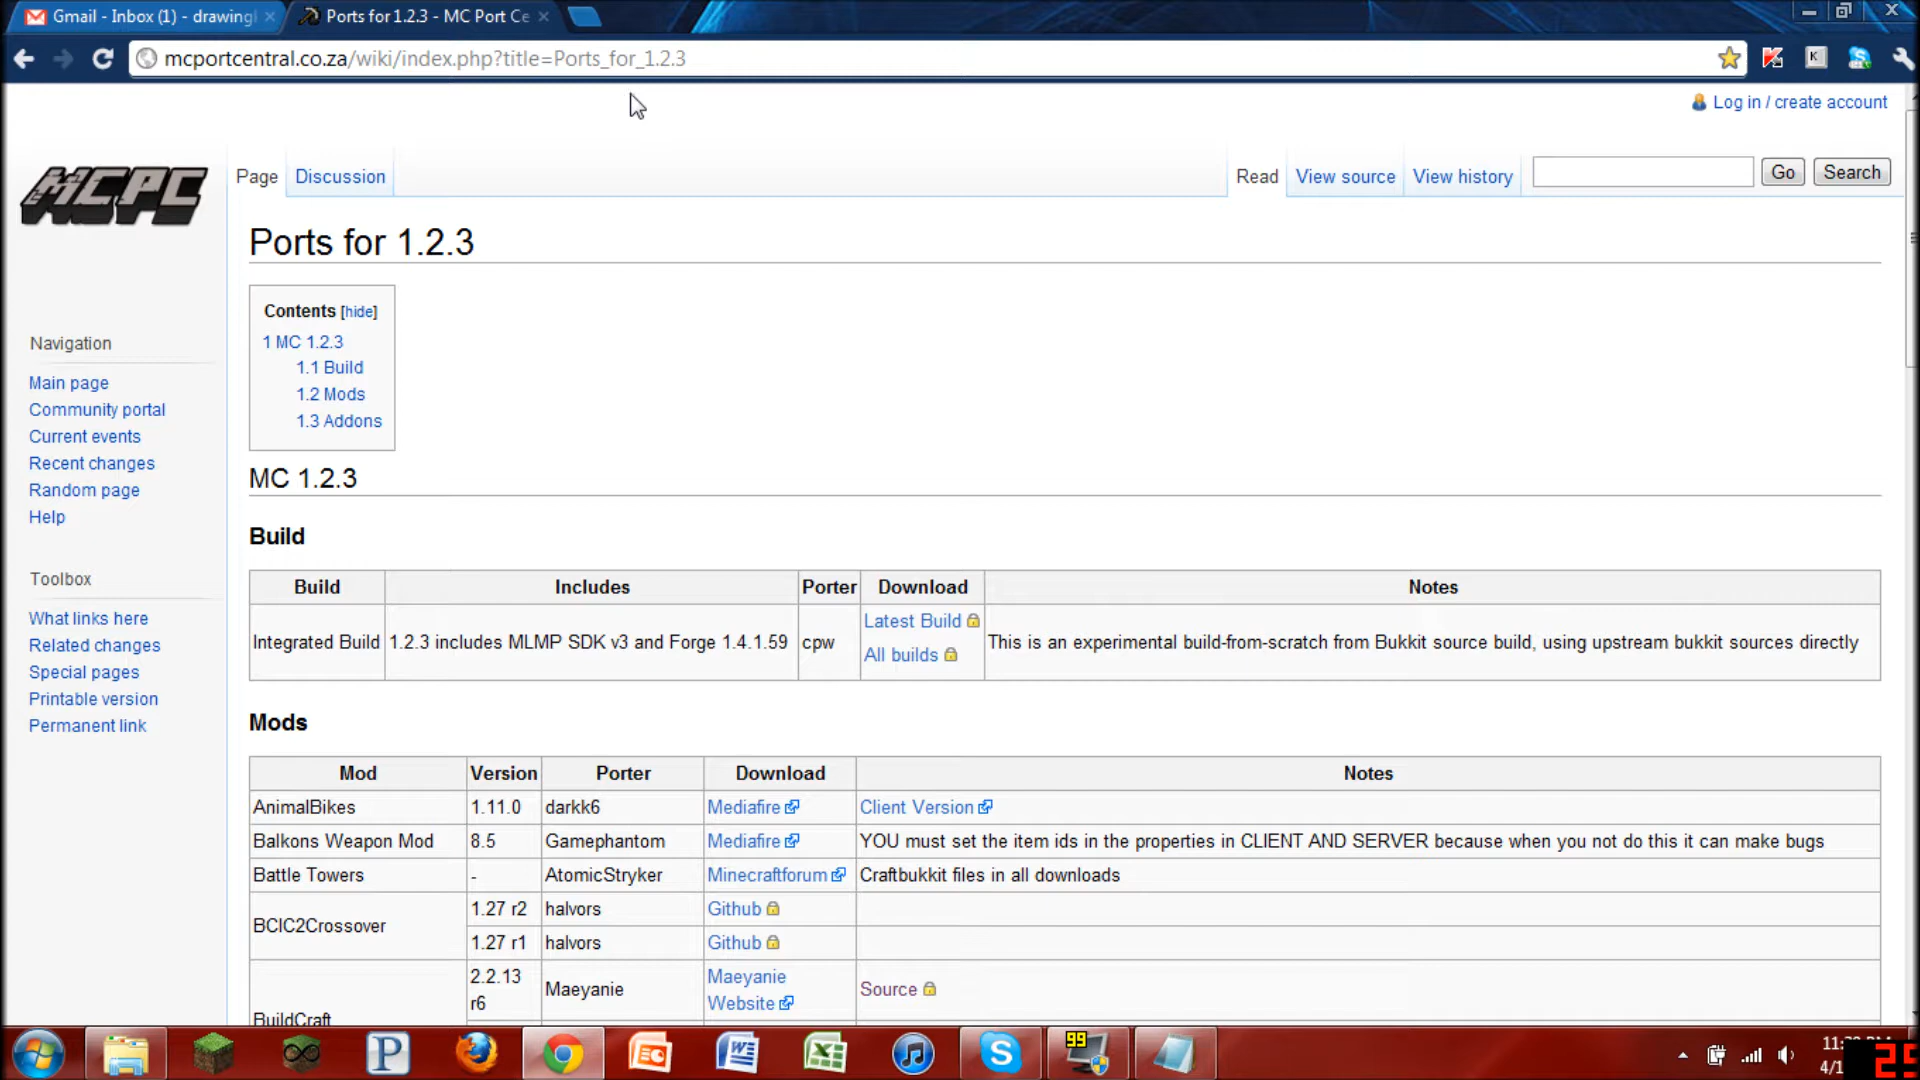 Gmail - Inbox (1) - drawing
Ports for 1.2.3 - MC Port Ce
mcportcentral.co.za/wiki/index.php?title=Ports_for_1.2.3
Log in / create account
MCPC
Page
Discussion
Read
View source
View history
Go
Search
Ports for 1.2.3
Contents [hide]
1 MC 1.2.3
1.1 Build
1.2 Mods
1.3 Addons
Navigation
Main page
Community portal
Current events
Recent changes
Random page
Help
Toolbox
What links here
Related changes
Special pages
Printable version
Permanent link
MC 1.2.3
Build
Build Includes Porter Download Notes
Integrated Build 1.2.3 includes MLMP SDK v3 and Forge 1.4.1.59 cpw Latest Build All builds This is an experimental build-from-scratch from Bukkit source build, using upstream bukkit sources directly
Mods
Mod Version Porter Download Notes
AnimalBikes 1.11.0 darkk6 Mediafire Client Version
Balkons Weapon Mod 8.5 Gamephantom Mediafire YOU must set the item ids in the properties in CLIENT AND SERVER because when you not do this it can make bugs
Battle Towers - AtomicStryker Minecraftforum Craftbukkit files in all downloads
BCIC2Crossover 1.27 r2 halvors Github
1.27 r1 halvors Github
BuildCraft 2.2.13 r6 Maeyanie Maeyanie Website Source
99
4/1